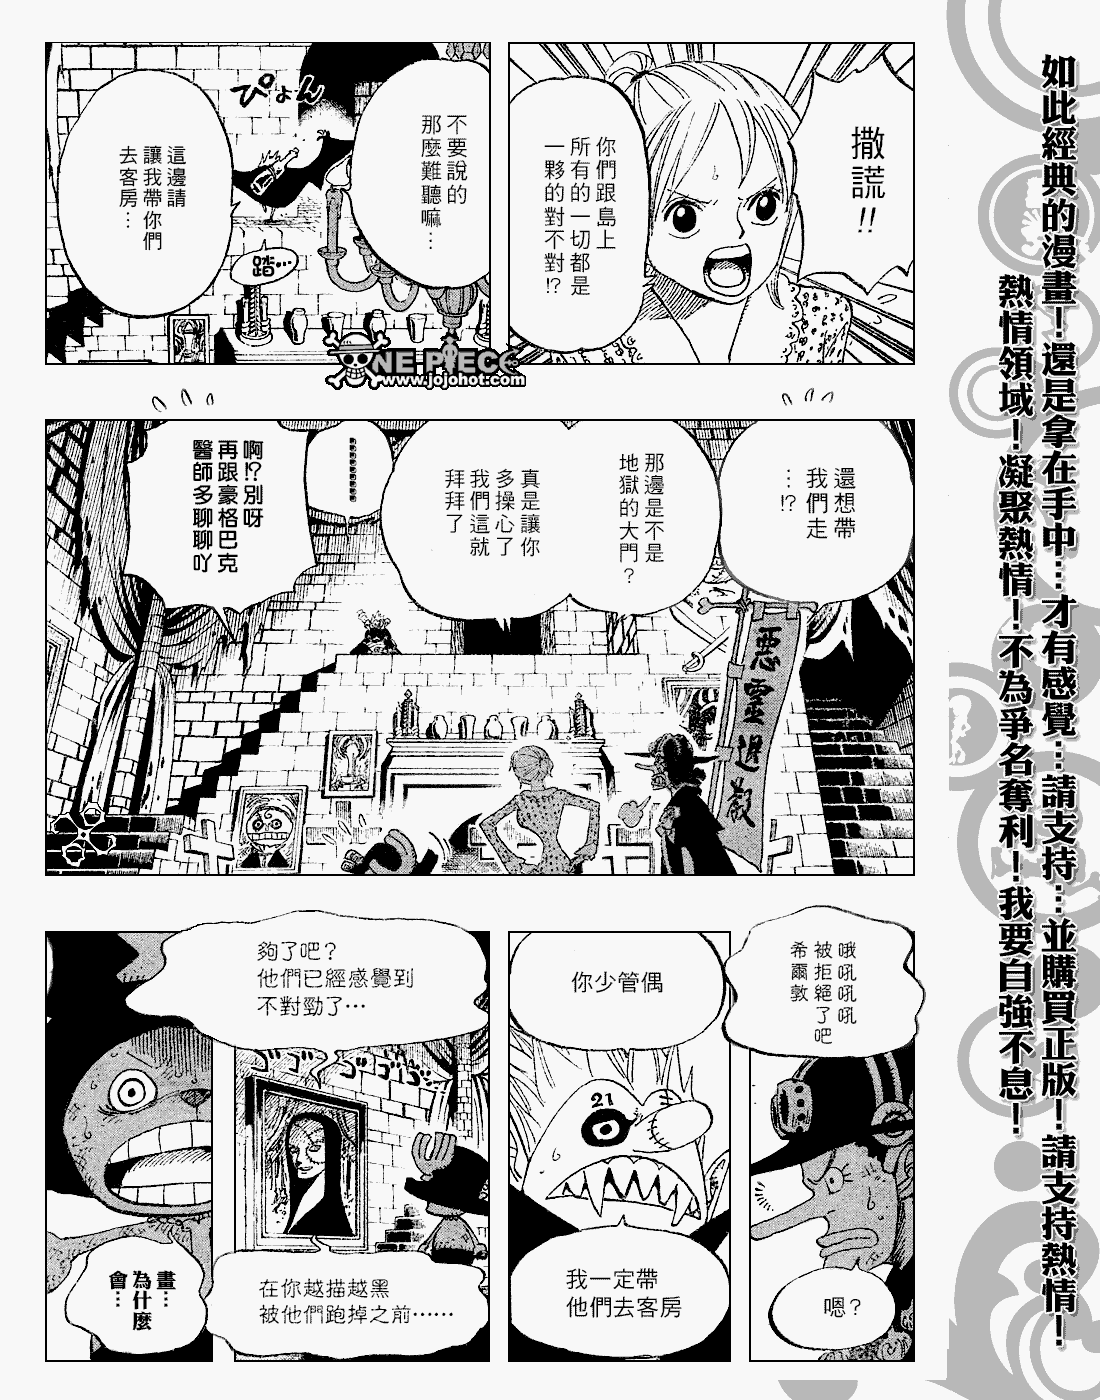 撒謊!!
你們跟島上
所有的一切都是
一夥的對不對!?
不要說的
那麼難聽嘛…
ぴょん
踏…
這邊請
讓我帶你們
去客房…
ONE PIECE
www.jojohot.com
還想帶
我們走
…!?
那邊是不是
地獄的大門?
真是讓你
多操心了
我們這就
拜拜了
啊!?別呀
再跟豪格巴克
醫師多聊聊吖
惡靈退散
哦吼吼吼
被拒絕了吧
希爾敦
嗯?
你少管偶
21
我一定帶
他們去客房
夠了吧?
他們已經感覺到
不對勁了…
ゴゴゴ
ゴゴゴ
在你越描越黑
被他們跑掉之前……
畫…
為什麼
會…
如此經典的漫畫!還是拿在手中…才有感覺…請支持…並購買正版!請支持熱情!
熱情領域!凝聚熱情!不為爭名奪利!我要自強不息!